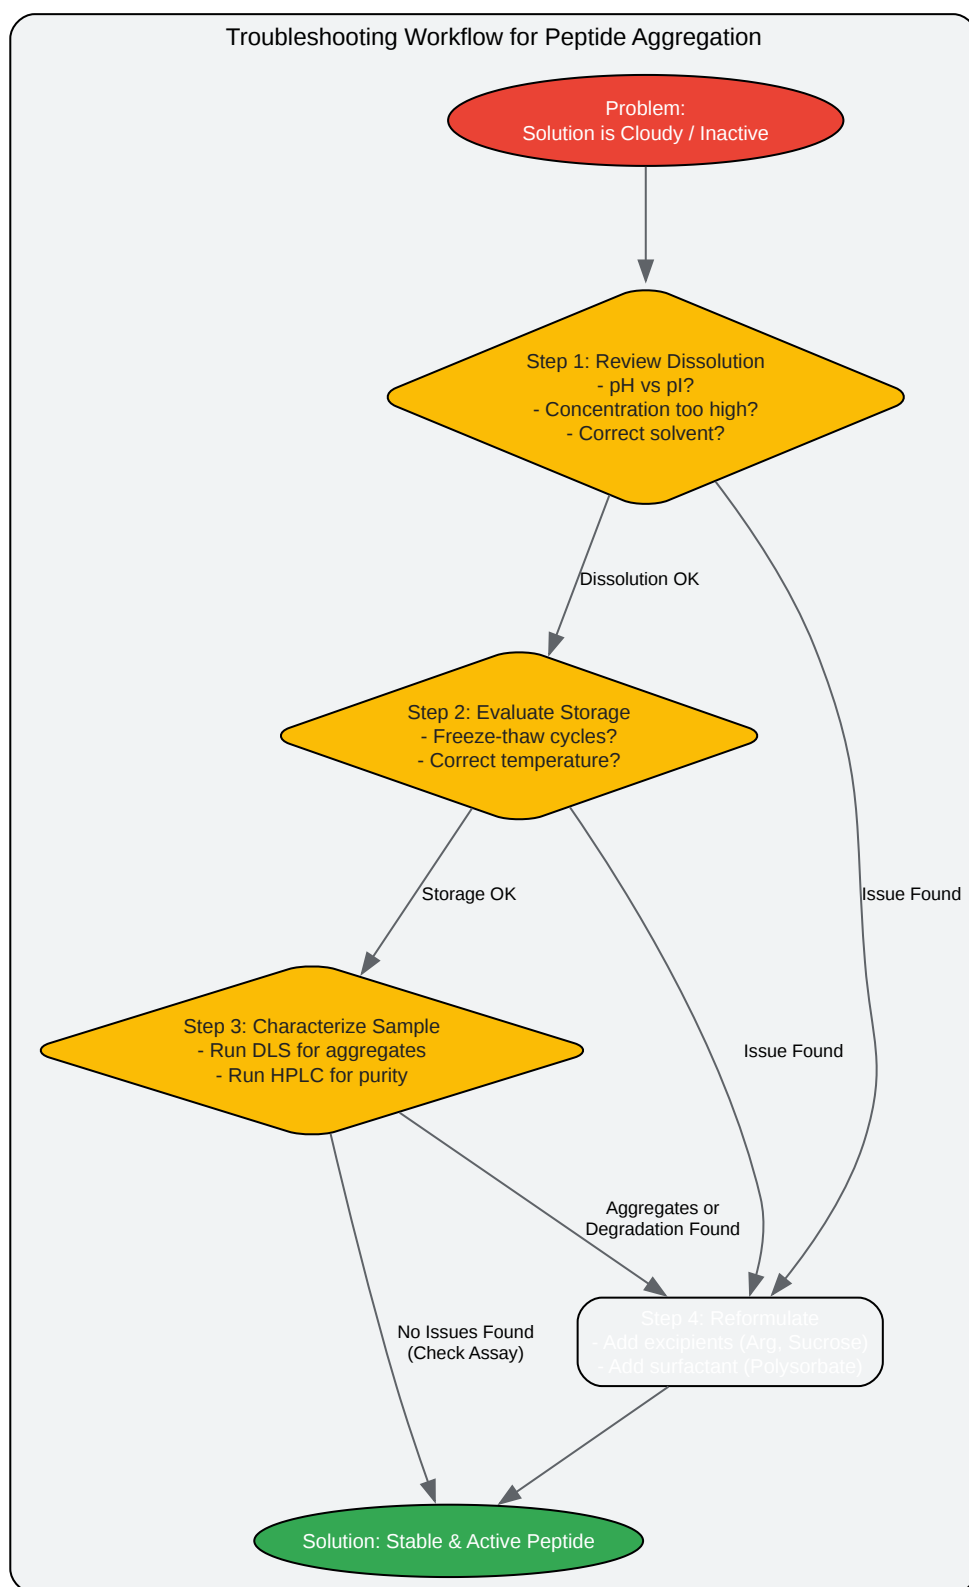 Troubleshooting Workflow for Peptide Aggregation
Problem:
Solution is Cloudy / Inactive
Step 1: Review Dissolution
- pH vs pI?
- Concentration too high?
- Correct solvent?
Dissolution OK
Step 2: Evaluate Storage
- Freeze-thaw cycles?
- Correct temperature?
Storage OK
Issue Found
Step 3: Characterize Sample
- Run DLS for aggregates
- Run HPLC for purity
Issue Found
Aggregates or
Degradation Found
No Issues Found
(Check Assay)
Step 4: Reformulate
- Add excipients (Arg, Sucrose)
- Add surfactant (Polysorbate)
Solution: Stable & Active Peptide